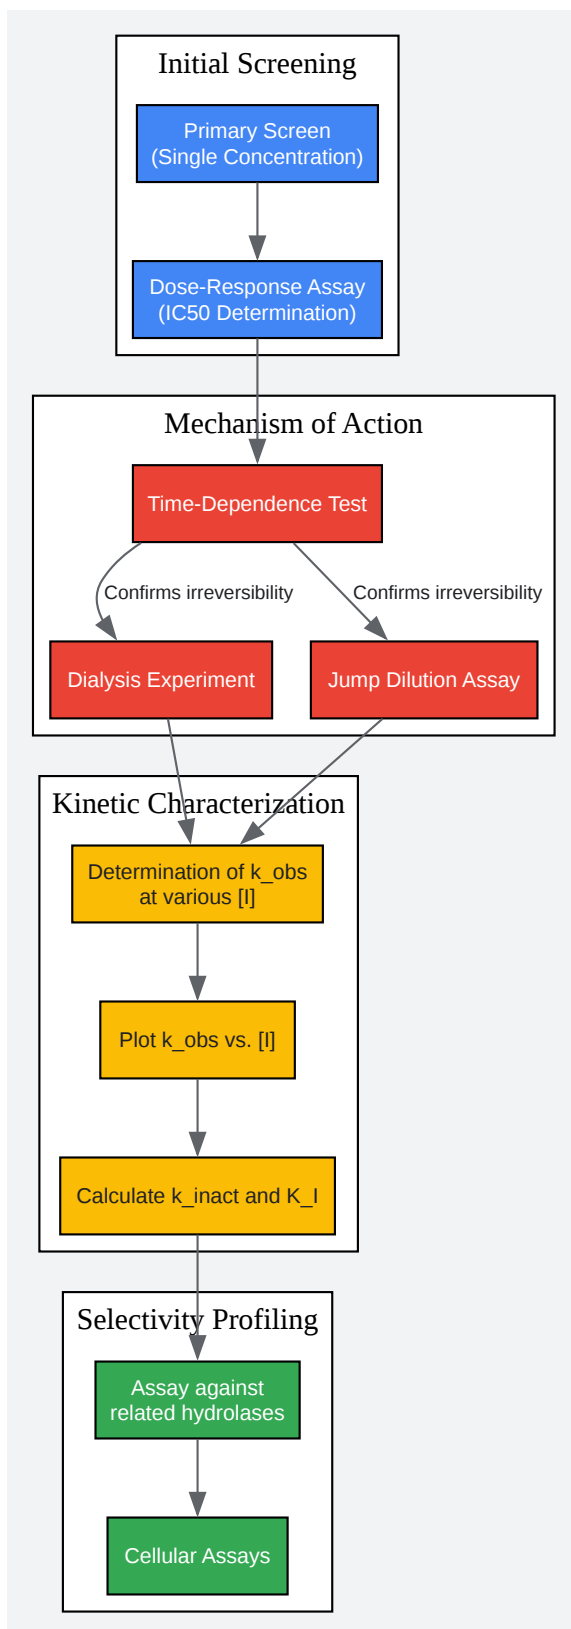 Initial Screening
Primary Screen
(Single Concentration)
Dose-Response Assay
(IC50 Determination)
Mechanism of Action
Time-Dependence Test
Confirms irreversibility
Confirms irreversibility
Dialysis Experiment
Jump Dilution Assay
Kinetic Characterization
Determination of k_obs
at various [I]
Plot k_obs vs. [I]
Calculate k_inact and K_I
Selectivity Profiling
Assay against
related hydrolases
Cellular Assays